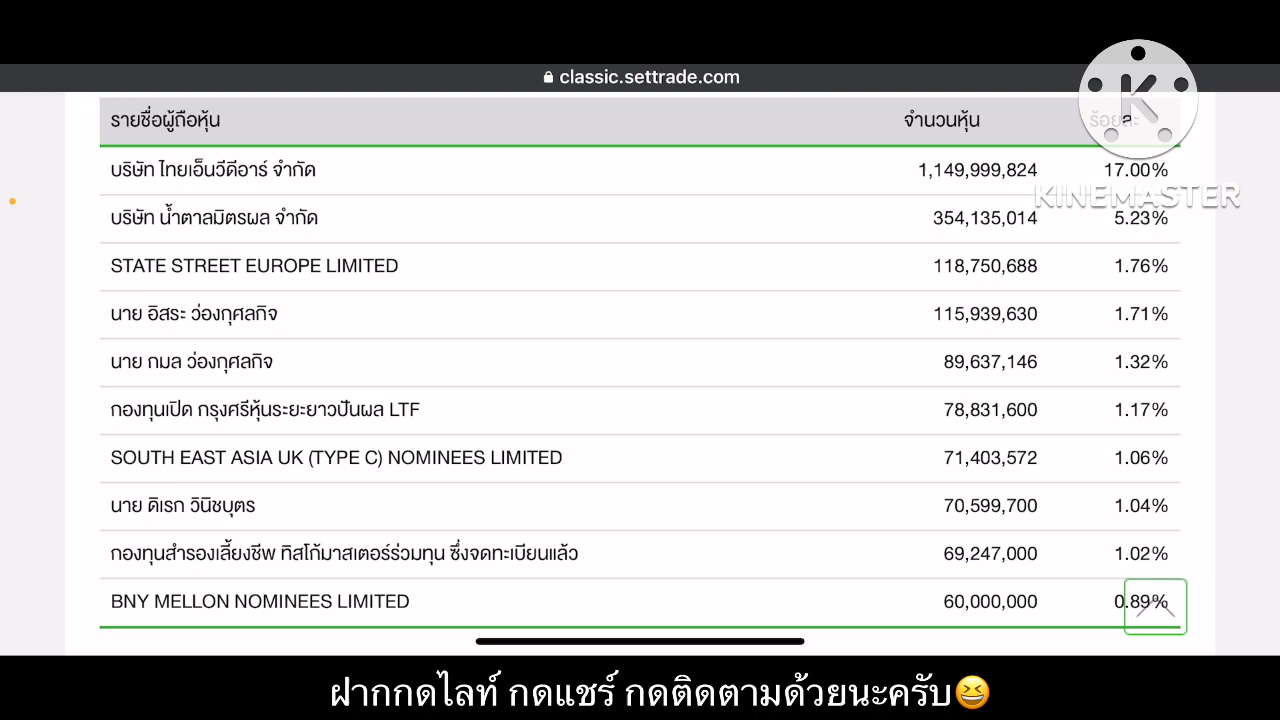 classic.settrade.com
รายชื่อผู้ถือหุ้น จำนวนหุ้น ร้อยละ
บริษัท ไทยเอ็นวีดีอาร์ จำกัด 1,149,999,824 17.00%
KINEMASTER
บริษัท น้ำตาลมิตรผล จำกัด 354,135,014 5.23%
STATE STREET EUROPE LIMITED 118,750,688 1.76%
นาย อิสระ ว่องกุศลกิจ 115,939,630 1.71%
นาย กมล ว่องกุศลกิจ 89,637,146 1.32%
กองทุนเปิด กรุงศรีหุ้นระยะยาวปันผล LTF 78,831,600 1.17%
SOUTH EAST ASIA UK (TYPE C) NOMINEES LIMITED 71,403,572 1.06%
นาย ดิเรก วินิชบุตร 70,599,700 1.04%
กองทุนสำรองเลี้ยงชีพ ทิสโก้มาสเตอร์ร่วมทุน ซึ่งจดทะเบียนแล้ว 69,247,000 1.02%
BNY MELLON NOMINEES LIMITED 60,000,000 0.89%
ฝากกดไลท์ กดแชร์ กดติดตามด้วยนะครับ😆